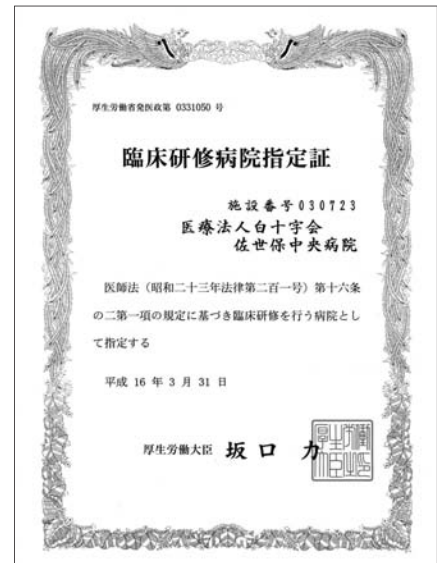 厚生労働省発医政第 0331050 号
臨床研修病院指定証
施設番号030723
医療法人白十字会
佐世保中央病院
医師法（昭和二十三年法律第二百一号）第十六条
の二第一項の規定に基づき臨床研修を行う病院とし
て指定する
平成 16 年 3 月 31 日
厚生労働大臣 坂口 力